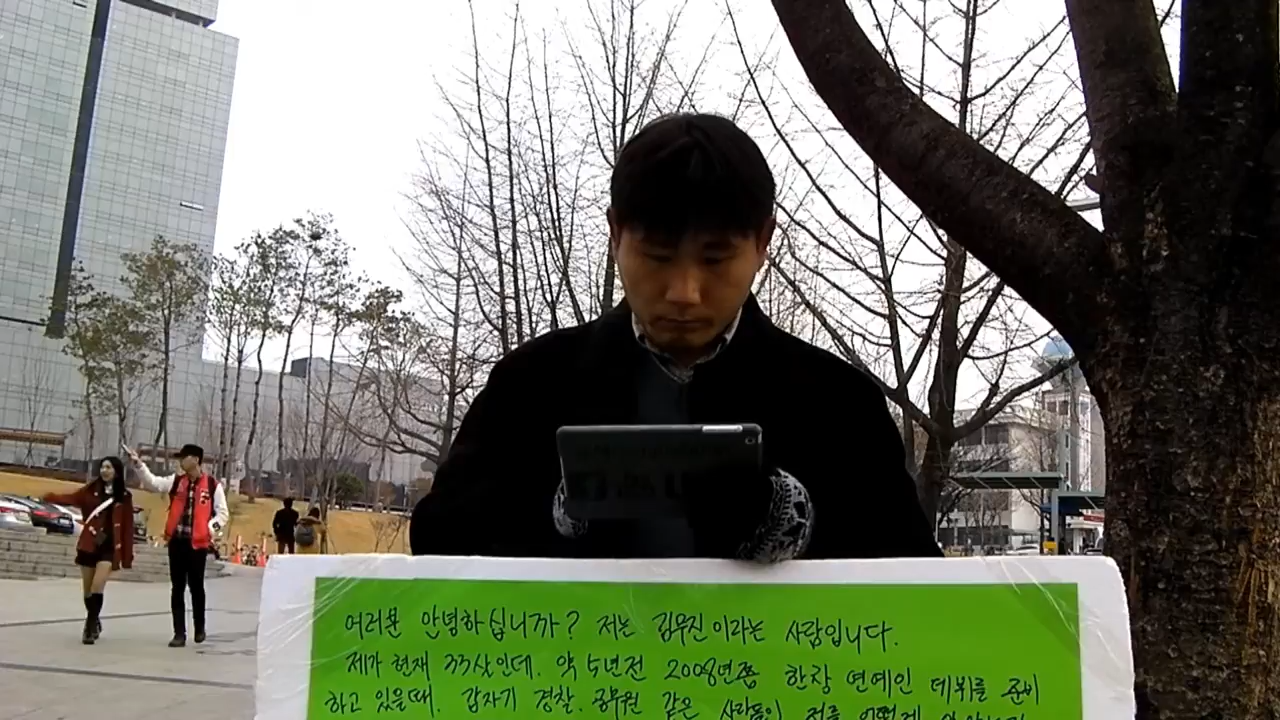 여러분 안녕하십니까? 저는 김우진이라는 사람입니다.
제가 현재 33살인데. 약 5년전 2008년쯤 한창 연예인 데뷔를 준비
하고 있을때. 갑자기 경찰. 공무원 같은 사람들이 저를